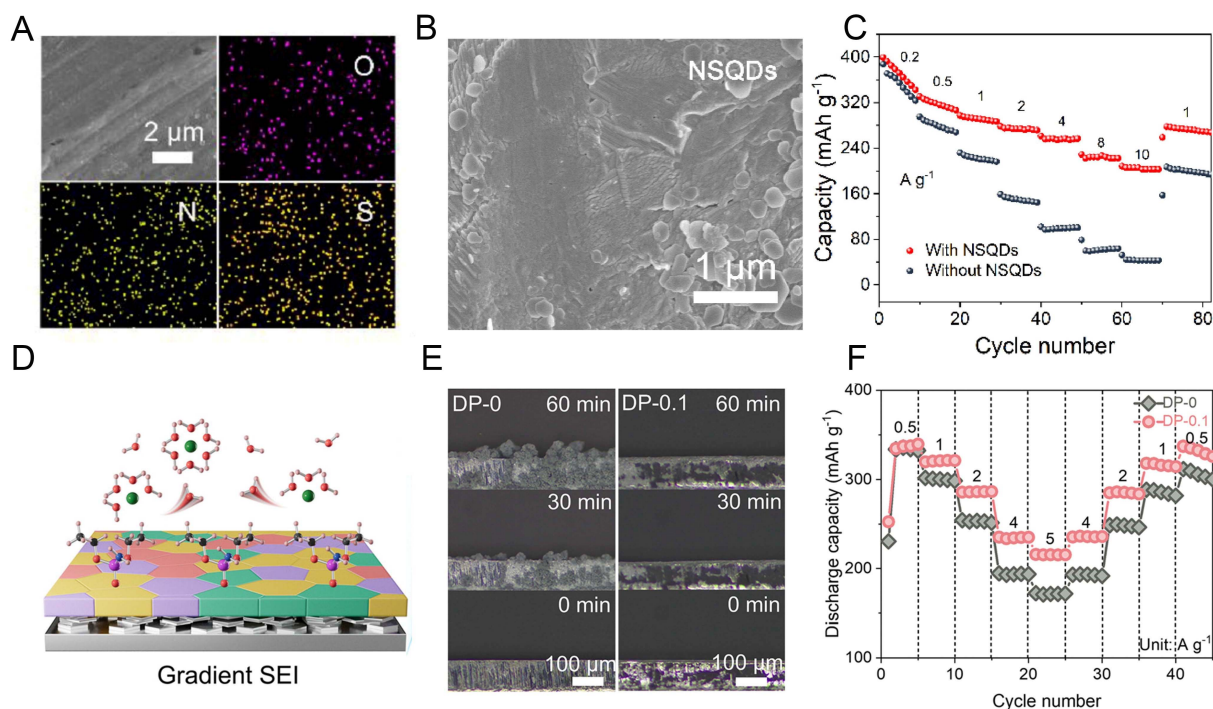 A
O
2 μm
N
S
B
NSQDs
1 μm
C
Capacity (mAh g⁻¹)
400
320
240
160
80
0
0.2
0.5
1
2
4
8
10
1
A g⁻¹
With NSQDs
Without NSQDs
0
20
40
60
80
Cycle number
D
Gradient SEI
E
DP-0
60 min
DP-0.1
60 min
30 min
30 min
0 min
0 min
100 μm
100 μm
F
Discharge capacity (mAh g⁻¹)
400
300
200
100
DP-0
DP-0.1
0.5
1
2
4
5
4
2
1
0.5
Unit: A g⁻¹
0
10
20
30
40
Cycle number